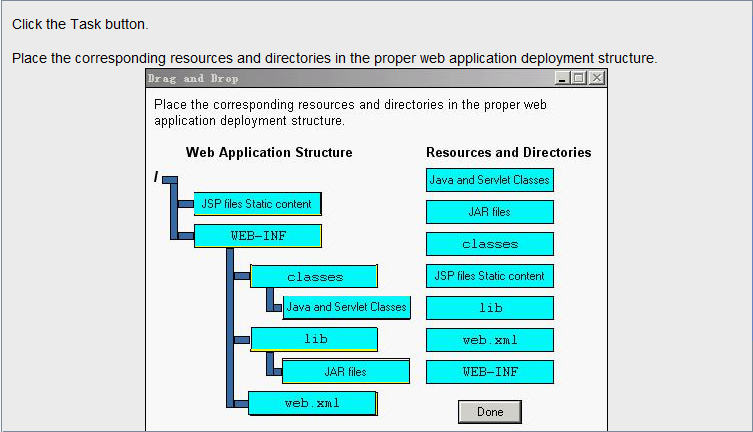 Click the Task button.
Place the corresponding resources and directories in the proper web application deployment structure.
Drag and Drop
Place the corresponding resources and directories in the proper web
application deployment structure.
Web Application Structure
/
JSP files Static content
WEB-INF
classes
Java and Servlet Classes
lib
JAR files
web.xml
Resources and Directories
Java and Servlet Classes
JAR files
classes
JSP files Static content
lib
web.xml
WEB-INF
Done